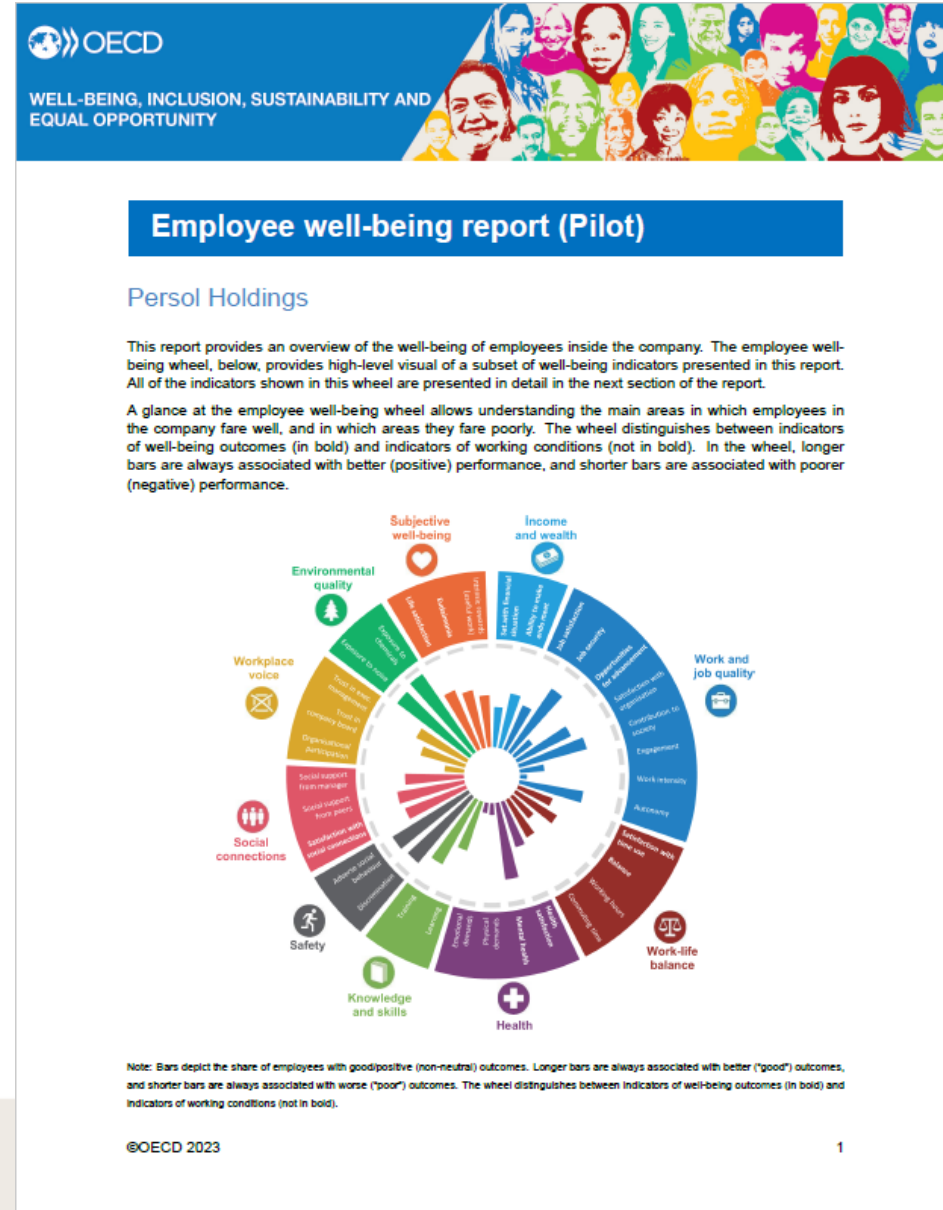 OECD
WELL-BEING, INCLUSION, SUSTAINABILITY AND
EQUAL OPPORTUNITY
Employee well-being report (Pilot)
Persol Holdings
This report provides an overview of the well-being of employees inside the company. The employee well-
being wheel, below, provides high-level visual of a subset of well-being indicators presented in this report.
All of the indicators shown in this wheel are presented in detail in the next section of the report.
A glance at the employee well-being wheel allows understanding the main areas in which employees in
the company fare well, and in which areas they fare poorly. The wheel distinguishes between indicators
of well-being outcomes (in bold) and indicators of working conditions (not in bold). In the wheel, longer
bars are always associated with better (positive) performance, and shorter bars are associated with poorer
(negative) performance.
Subjective
well-being
Income
and wealth
Environmental
quality
Workplace
voice
Work and
job quality
Social
connections
Safety
Knowledge
and skills
Health
Work-life
balance
Life satisfaction
Eudaimonia
Sat with financial
situation
Ability to make
ends meet
Job satisfaction
Job security
Opportunities
for advancement
Satisfaction with
organisation
Contribution to
society
Engagement
Work intensity
Autonomy
Satisfaction with
time use
Balance
Working hours
Commuting time
Health
satisfaction
Mental health
Physical
demands
Emotional
demands
Learning
Training
Discrimination
Adverse social
behaviour
Satisfaction with
social connections
Social support
from peers
Social support
from manager
Organisational
participation
Trust in
company board
Trust in exec
management
Exposure to noise
Exposure to
chemicals
Note: Bars depict the share of employees with good/positive (non-neutral) outcomes. Longer bars are always associated with better ("good") outcomes,
and shorter bars are always associated with worse ("poor") outcomes. The wheel distinguishes between indicators of well-being outcomes (in bold) and
indicators of working conditions (not in bold).
©OECD 2023
1